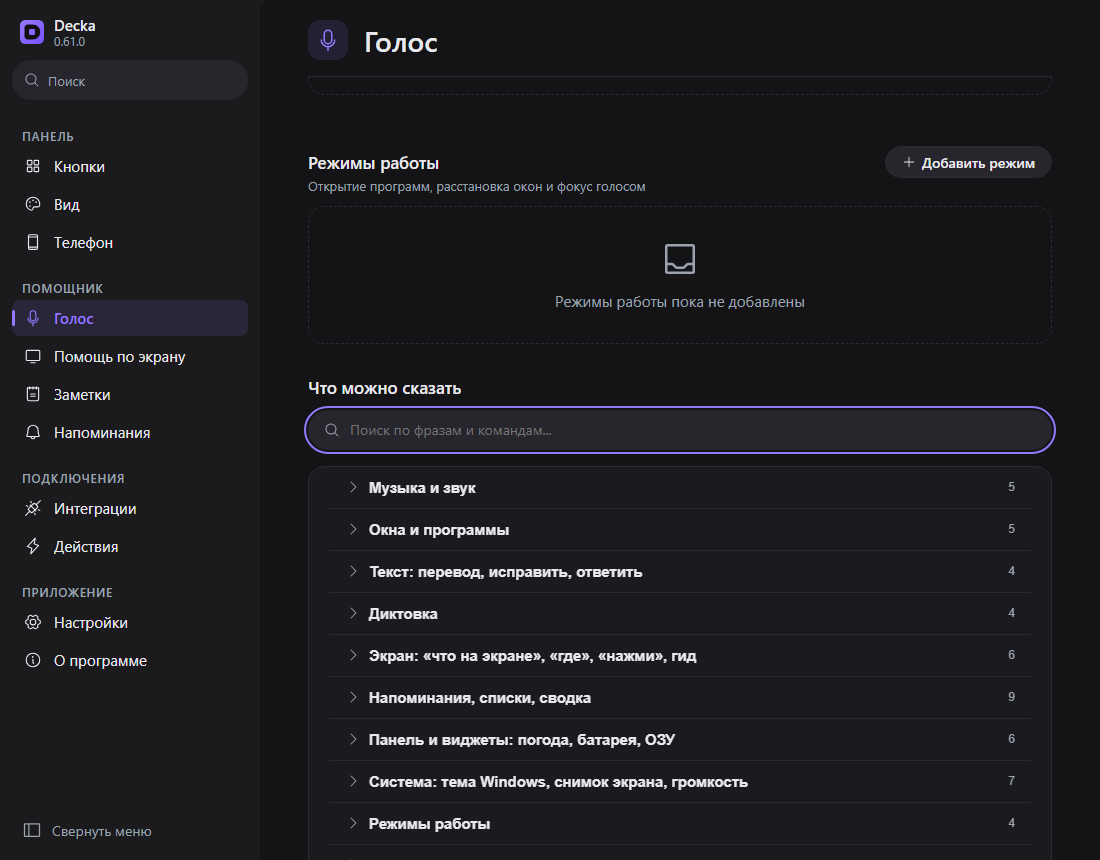 Decka
0.61.0
Поиск
ПАНЕЛЬ
Кнопки
Вид
Телефон
ПОМОЩНИК
Голос
Помощь по экрану
Заметки
Напоминания
ПОДКЛЮЧЕНИЯ
Интеграции
Действия
ПРИЛОЖЕНИЕ
Настройки
О программе
Свернуть меню
Голос
Режимы работы
Открытие программ, расстановка окон и фокус голосом
Добавить режим
Режимы работы пока не добавлены
Что можно сказать
Поиск по фразам и командам...
Музыка и звук 5
Окна и программы 5
Текст: перевод, исправить, ответить 4
Диктовка 4
Экран: «что на экране», «где», «нажми», гид 6
Напоминания, списки, сводка 9
Панель и виджеты: погода, батарея, ОЗУ 6
Система: тема Windows, снимок экрана, громкость 7
Режимы работы 4